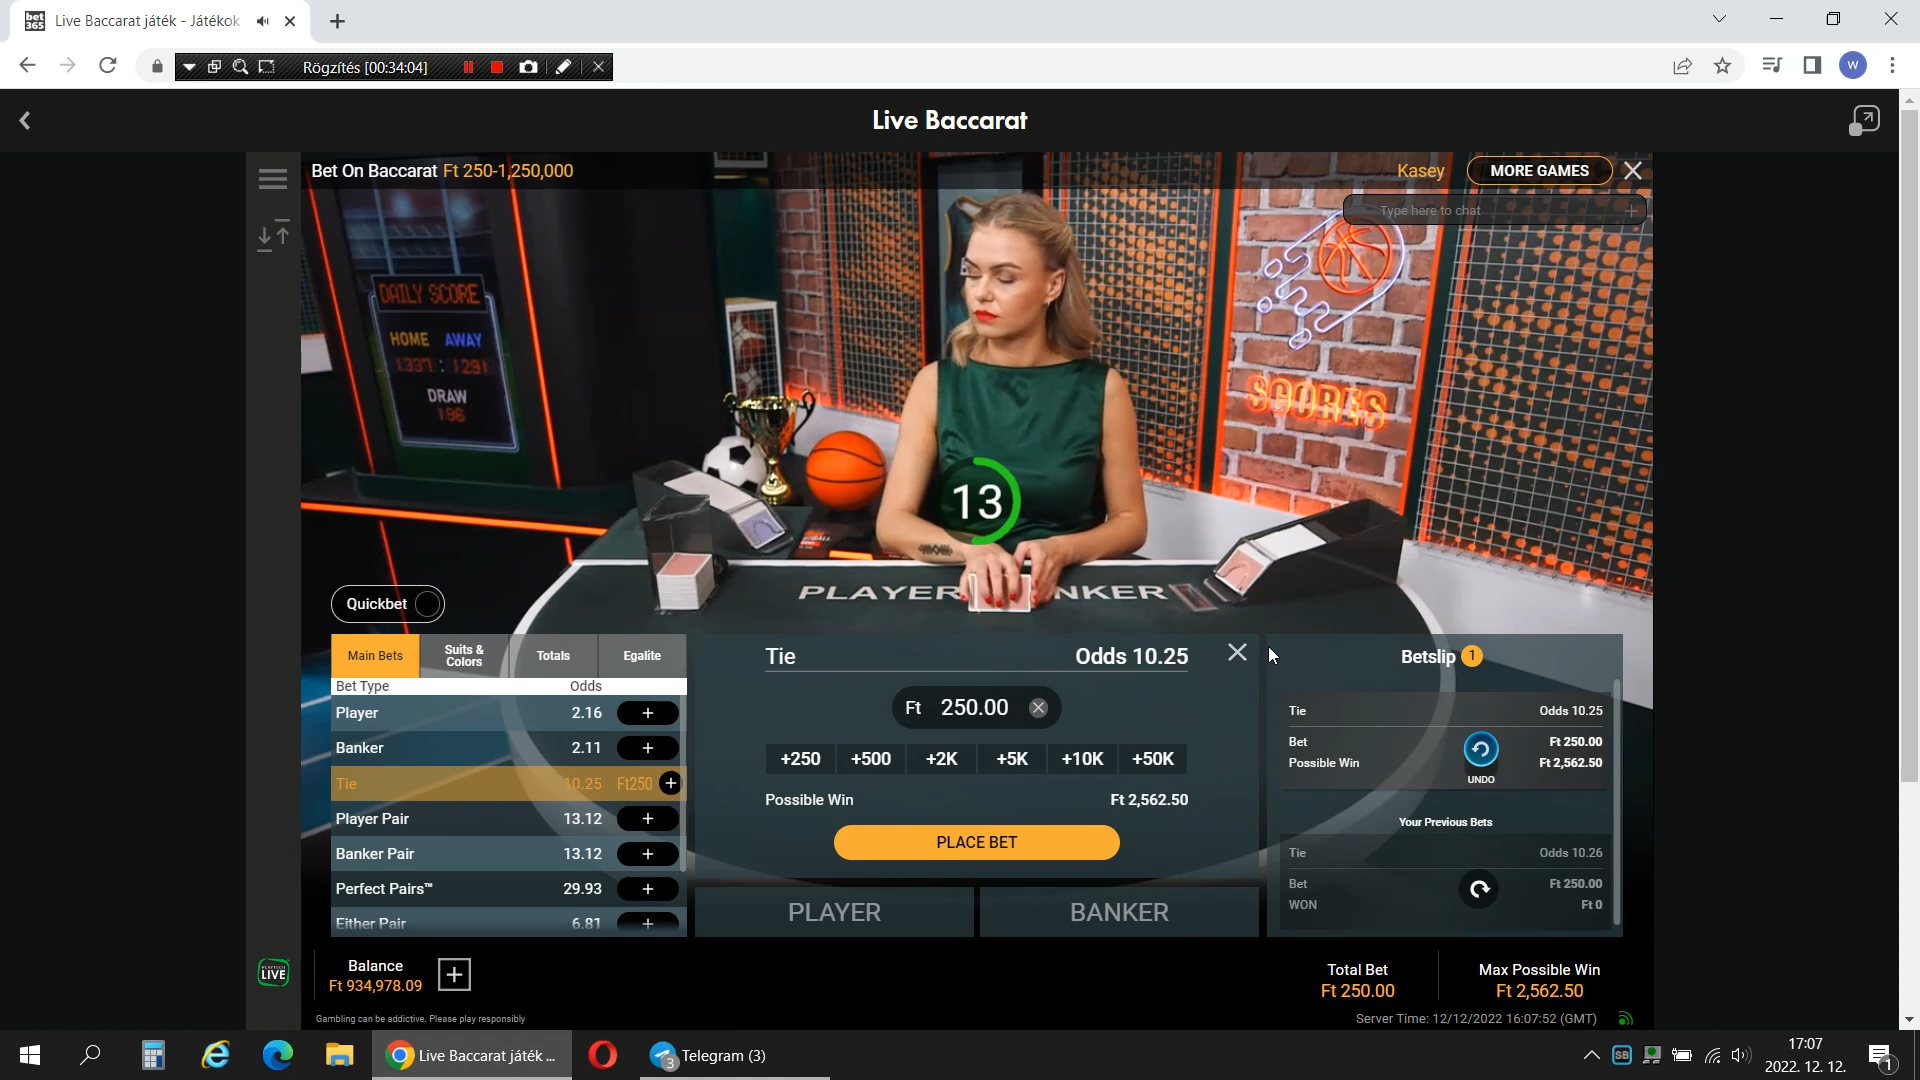 bet365
Live Baccarat játék - Játékok
Rögzítés [00:34:04]
W
Live Baccarat
Bet On Baccarat Ft 250-1,250,000
Kasey
MORE GAMES
Type here to chat
DAILY SCORE
HOME AWAY
1337 : 1291
DRAW
196
SCORES
13
PLAYER
NKER
Quickbet
Main Bets
Suits & Colors
Totals
Egalite
Bet Type Odds
Player 2.16
Banker 2.11
Tie 10.25 Ft250
Player Pair 13.12
Banker Pair 13.12
Perfect Pairs™ 29.93
Either Pair 6.81
Tie Odds 10.25
Ft 250.00
+250 +500 +2K +5K +10K +50K
Possible Win Ft 2,562.50
PLACE BET
PLAYER
BANKER
Betslip 1
Tie Odds 10.25
Bet Ft 250.00
Possible Win Ft 2,562.50
UNDO
Your Previous Bets
Tie Odds 10.26
Bet Ft 250.00
WON Ft 0
LIVE
Balance
Ft 934,978.09
Total Bet
Ft 250.00
Max Possible Win
Ft 2,562.50
Gambling can be addictive. Please play responsibly
Server Time: 12/12/2022 16:07:52 (GMT)
Live Baccarat játék ...
3
Telegram (3)
SB
17:07
2022. 12. 12.
1